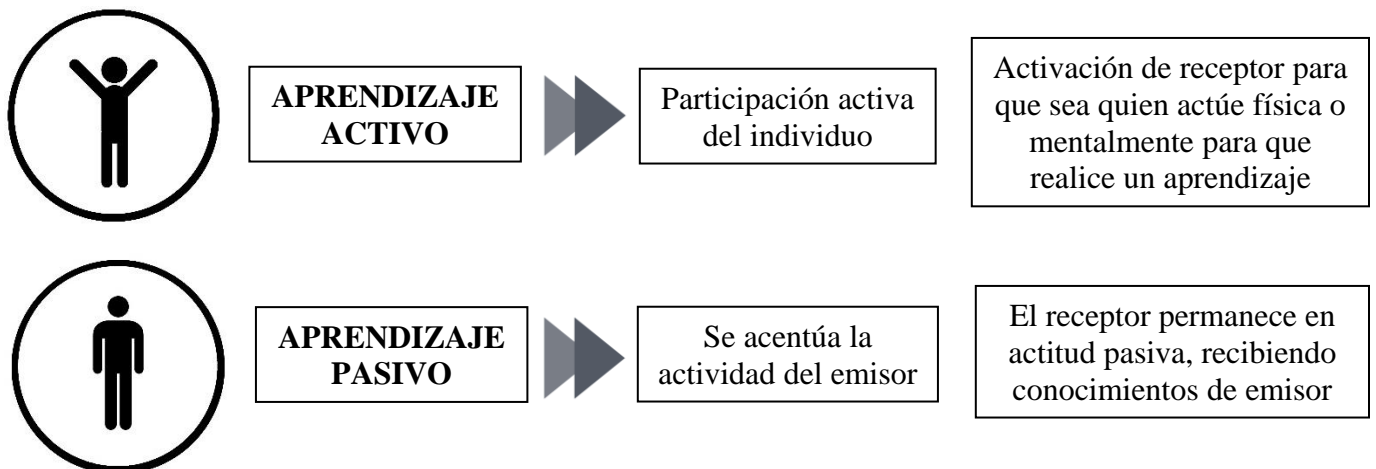 APRENDIZAJE
ACTIVO
Participación activa
del individuo
Activación de receptor para
que sea quien actúe física o
mentalmente para que
realice un aprendizaje
APRENDIZAJE
PASIVO
Se acentúa la
actividad del emisor
El receptor permanece en
actitud pasiva, recibiendo
conocimientos de emisor